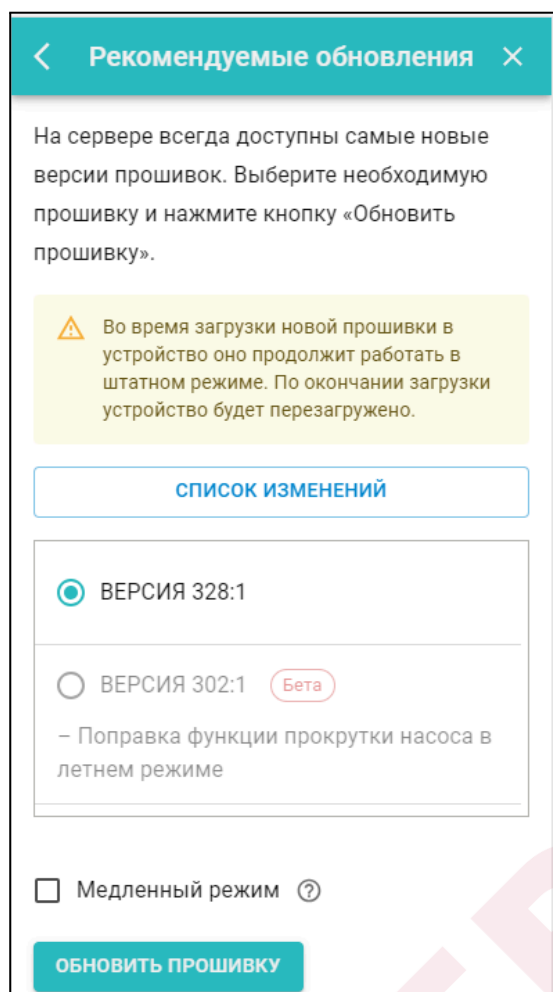 Рекомендуемые обновления
На сервере всегда доступны самые новые
версии прошивок. Выберите необходимую
прошивку и нажмите кнопку «Обновить
прошивку».
Во время загрузки новой прошивки в
устройство оно продолжит работать в
штатном режиме. По окончании загрузки
устройство будет перезагружено.
СПИСОК ИЗМЕНЕНИЙ
ВЕРСИЯ 328:1
ВЕРСИЯ 302:1 Бета
– Поправка функции прокрутки насоса в
летнем режиме
Медленный режим ?
ОБНОВИТЬ ПРОШИВКУ